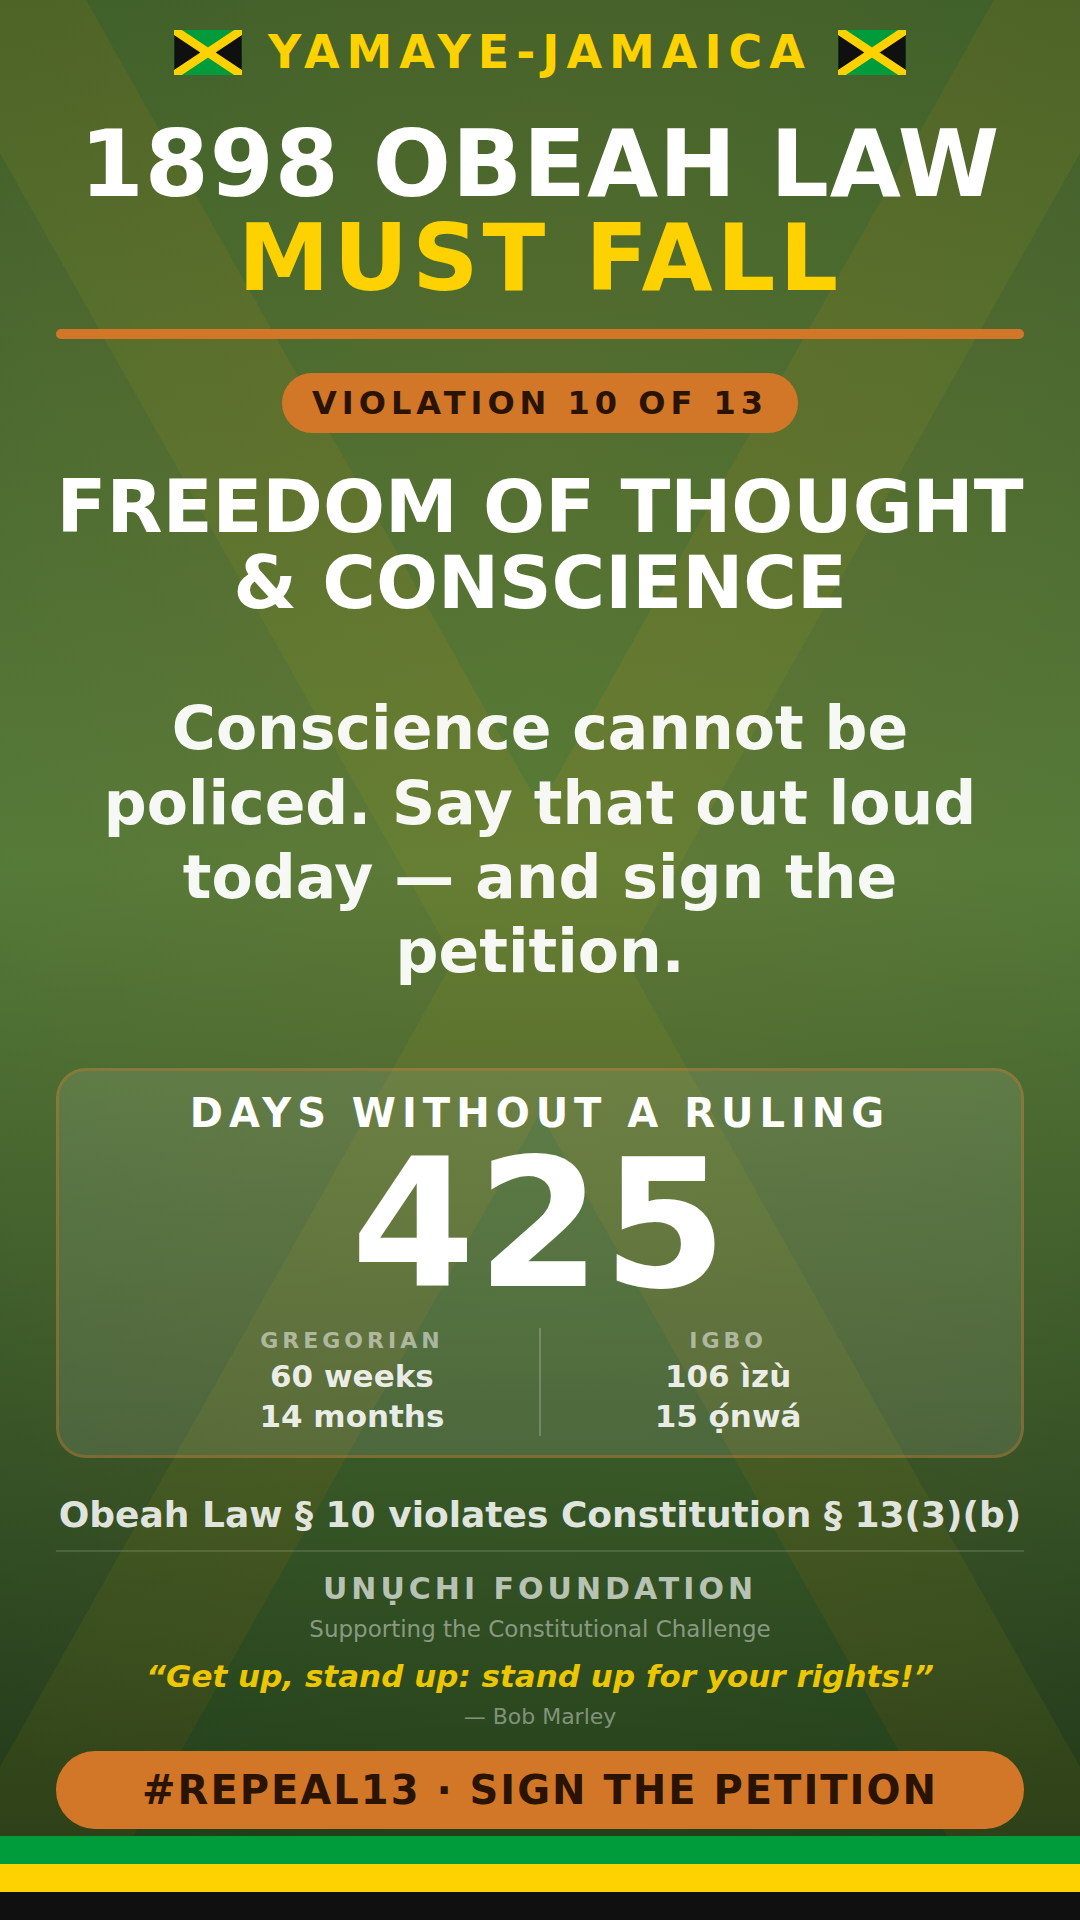 YAMAYE-JAMAICA
1898 OBEAH LAW
MUST FALL
VIOLATION 10 OF 13
FREEDOM OF THOUGHT
& CONSCIENCE
Conscience cannot be
policed. Say that out loud
today — and sign the
petition.
DAYS WITHOUT A RULING
425
GREGORIAN
60 weeks
14 months
IGBO
106 ìzù
15 ọ́nwá
Obeah Law § 10 violates Constitution § 13(3)(b)
UNỤCHI FOUNDATION
Supporting the Constitutional Challenge
“Get up, stand up: stand up for your rights!”
— Bob Marley
#REPEAL13 · SIGN THE PETITION